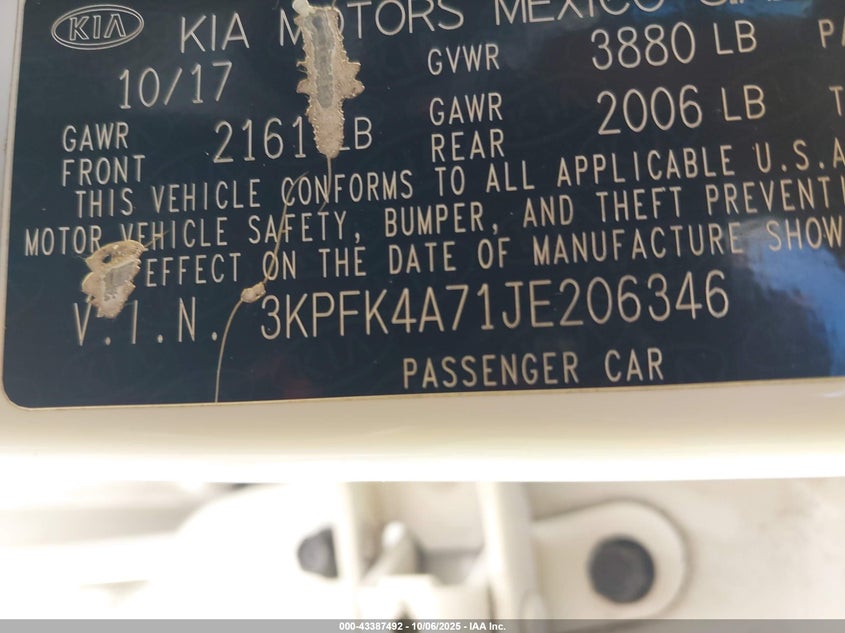 KIA KIA MOTORS MEXICO
10/17 GVWR 3880 LB
GAWR FRONT 2161 LB GAWR REAR 2006 LB
THIS VEHICLE CONFORMS TO ALL APPLICABLE U.S.A
MOTOR VEHICLE SAFETY, BUMPER, AND THEFT PREVENTI
EFFECT ON THE DATE OF MANUFACTURE SHOW
V.I.N. 3KPFK4A71JE206346
PASSENGER CAR
000-43387492 - 10/06/2025 - IAA Inc.